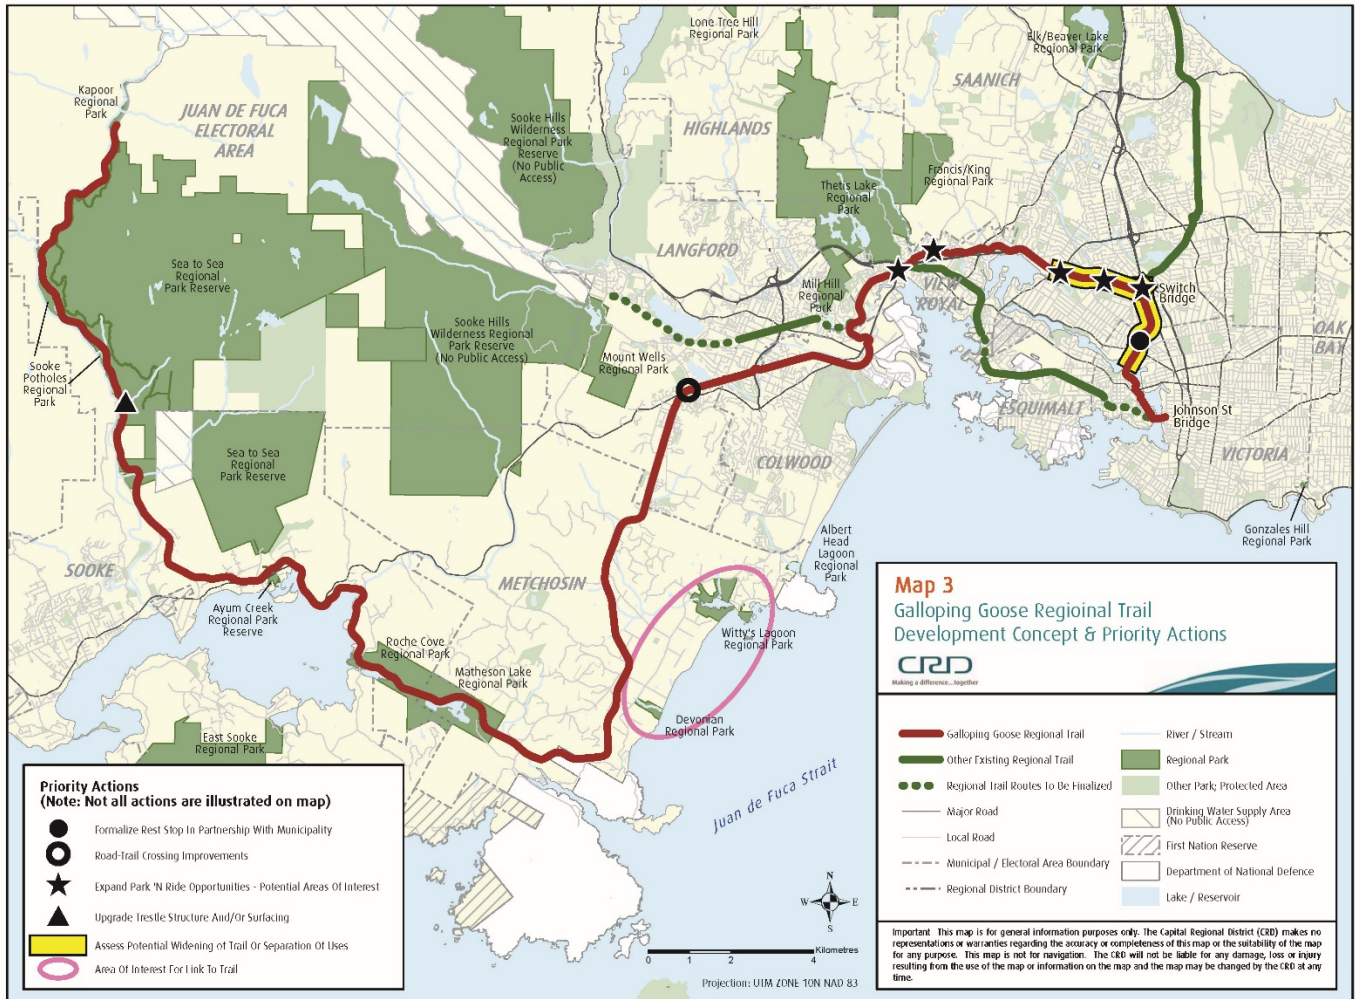 Lone Tree Hill
Regional Park
Elk/Beaver Lake
Regional Park
SAANICH
Kapoor
Regional
Park
JUAN DE FUCA
ELECTORAL
AREA
Sooke Hills
Wilderness
Regional Park
Reserve
(No Public
Access)
HIGHLANDS
Francis/King
Regional Park
Thetis Lake
Regional
Park
LANGFORD
Sea to Sea
Regional
Park Reserve
Mill Hill
Regional
Park
VIEW
ROYAL
Switch
Bridge
OAK
BAY
Sooke Hills
Wilderness Regional
Park Reserve
(No Public Access)
Mount Wells
Regional Park
Sooke
Potholes
Regional
Park
ESQUIMALT
Johnson St
Bridge
VICTORIA
Sea to Sea
Regional
Park Reserve
COLWOOD
Gonzales Hill
Regional Park
Albert
Head
Lagoon
Regional
Park
SOOKE
METCHOSIN
Ayum Creek
Regional Park
Reserve
Witty's Lagoon
Regional Park
Roche Cove
Regional Park
Matheson Lake
Regional Park
Devonian
Regional Park
East Sooke
Regional Park
Juan de Fuca Strait
Map 3
Galloping Goose Regioinal Trail
Development Concept & Priority Actions
CRD
Making a difference...together
Galloping Goose Regional Trail
Other Existing Regional Trail
Regional Trail Routes To Be Finalized
Major Road
Local Road
Municipal / Electoral Area Boundary
Regional District Boundary
River / Stream
Regional Park
Other Park; Protected Area
Drinking Water Supply Area
(No Public Access)
First Nation Reserve
Department of National Defence
Lake / Reservoir
Important This map is for general information purposes only. The Capital Regional District (CRD) makes no
representations or warranties regarding the accuracy or completeness of this map or the suitability of the map
for any purpose. This map is not for navigation. The CRD will not be liable for any damage, loss or injury
resulting from the use of the map or information on the map and the map may be changed by the CRD at any
time.
Priority Actions
(Note: Not all actions are illustrated on map)
Formalize Rest Stop In Partnership With Municipality
Road-Trail Crossing Improvements
Expand Park 'N Ride Opportunities - Potential Areas Of Interest
Upgrade Trestle Structure And/Or Surfacing
Assess Potential Widening of Trail Or Separation Of Uses
Area Of Interest For Link To Trail
N
W
E
S
Kilometres
0 1 2 4
Projection: UTM ZONE 10N NAD 83